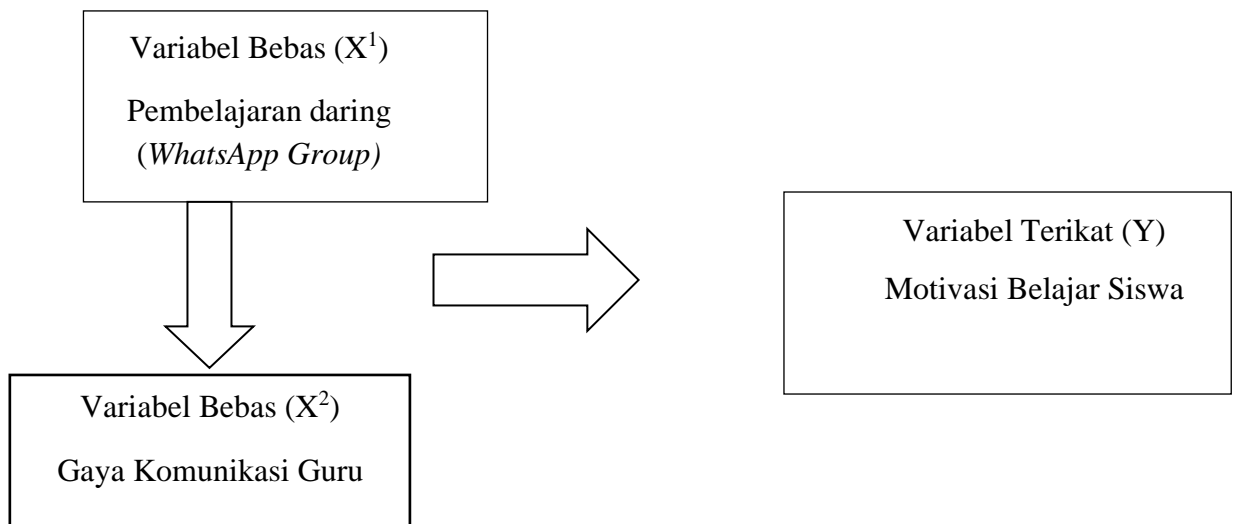 Variabel Bebas (X¹)
Pembelajaran daring
(WhatsApp Group)
Variabel Terikat (Y)
Motivasi Belajar Siswa
Variabel Bebas (X²)
Gaya Komunikasi Guru